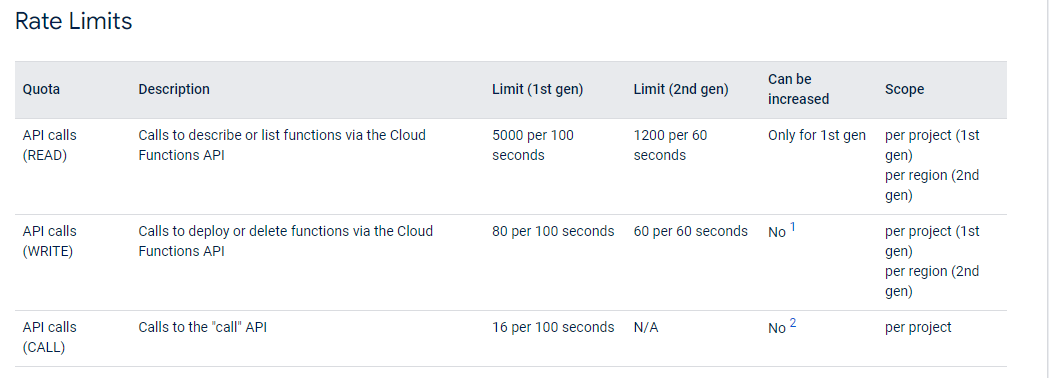 Rate Limits
Quota Description Limit (1st gen) Limit (2nd gen) Can be increased Scope
API calls (READ) Calls to describe or list functions via the Cloud Functions API 5000 per 100 seconds 1200 per 60 seconds Only for 1st gen per project (1st gen) per region (2nd gen)
API calls (WRITE) Calls to deploy or delete functions via the Cloud Functions API 80 per 100 seconds 60 per 60 seconds No 1 per project (1st gen) per region (2nd gen)
API calls (CALL) Calls to the "call" API 16 per 100 seconds N/A No 2 per project